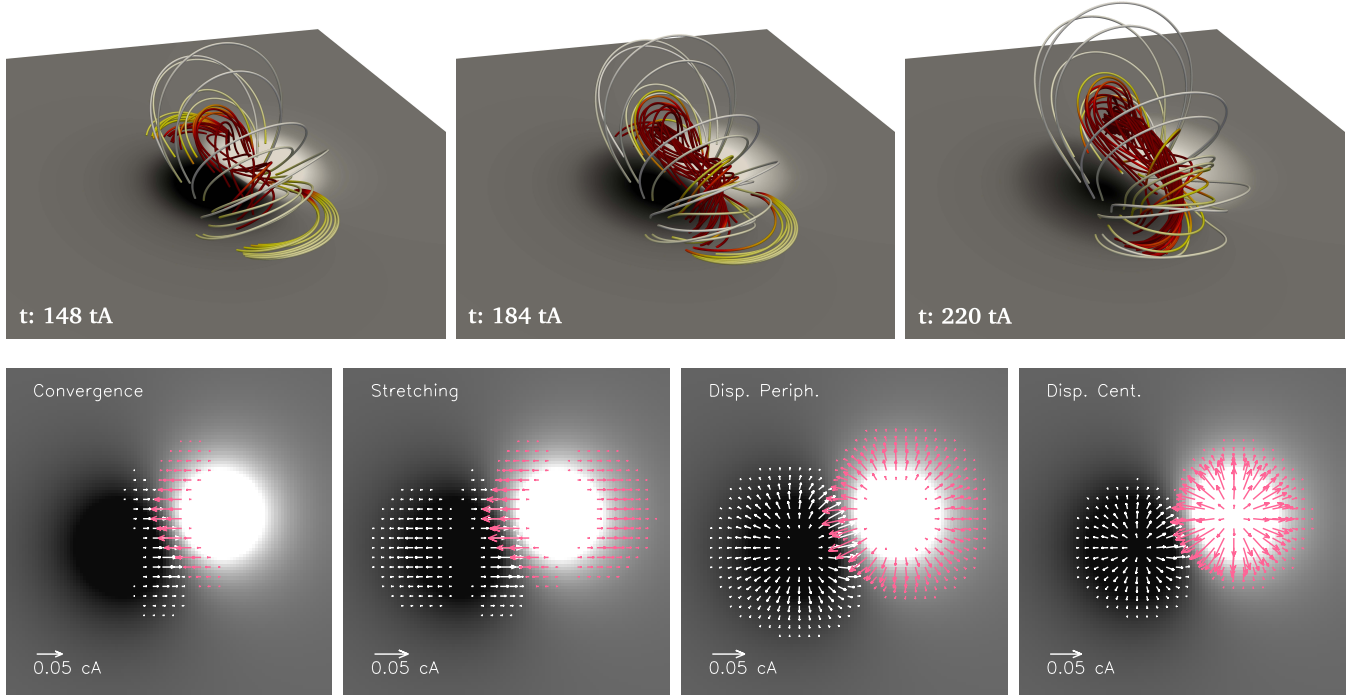 t: 148 tA
t: 184 tA
t: 220 tA
Convergence
Stretching
Disp. Periph.
Disp. Cent.
0.05 cA
0.05 cA
0.05 cA
0.05 cA